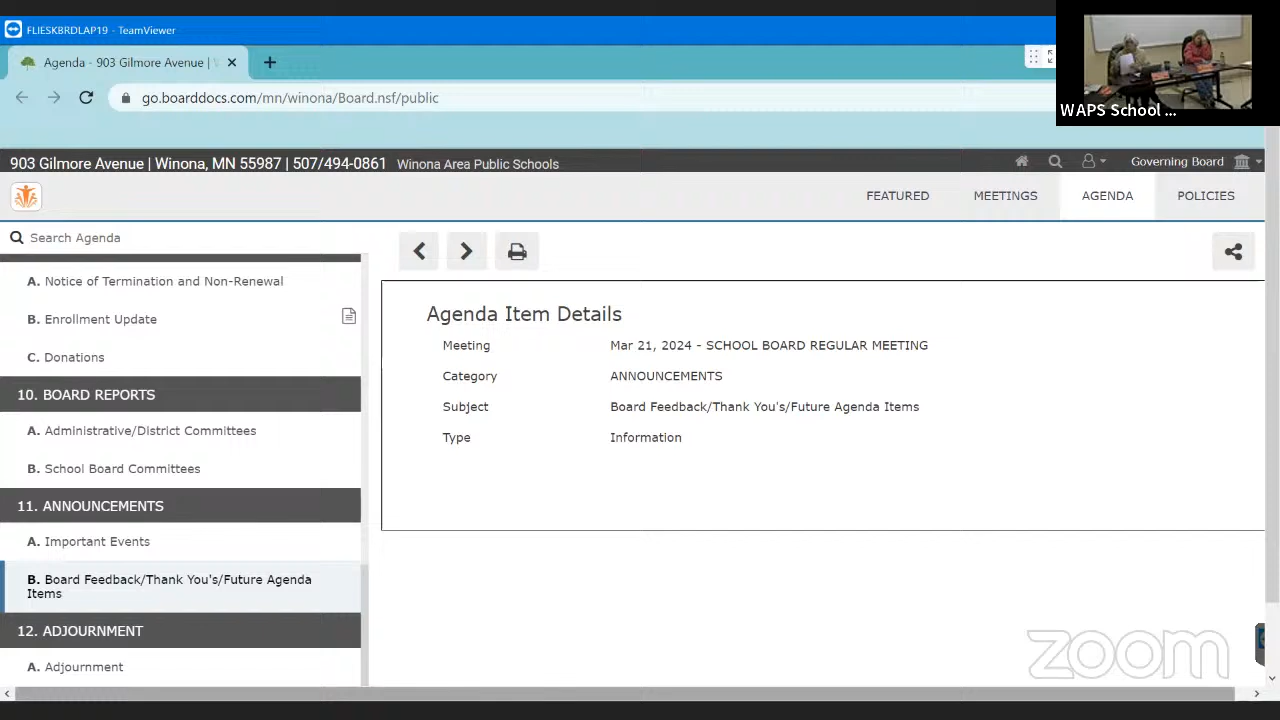 FLIESKBRDLAP19 - TeamViewer
Agenda - 903 Gilmore Avenue |
go.boarddocs.com/mn/winona/Board.nsf/public
WAPS School ...
903 Gilmore Avenue | Winona, MN 55987 | 507/494-0861 Winona Area Public Schools
Governing Board
FEATURED MEETINGS AGENDA POLICIES
Search Agenda
A. Notice of Termination and Non-Renewal
B. Enrollment Update
C. Donations
10. BOARD REPORTS
A. Administrative/District Committees
B. School Board Committees
11. ANNOUNCEMENTS
A. Important Events
B. Board Feedback/Thank You's/Future Agenda
Items
12. ADJOURNMENT
A. Adjournment
Agenda Item Details
Meeting Mar 21, 2024 - SCHOOL BOARD REGULAR MEETING
Category ANNOUNCEMENTS
Subject Board Feedback/Thank You's/Future Agenda Items
Type Information
zoom